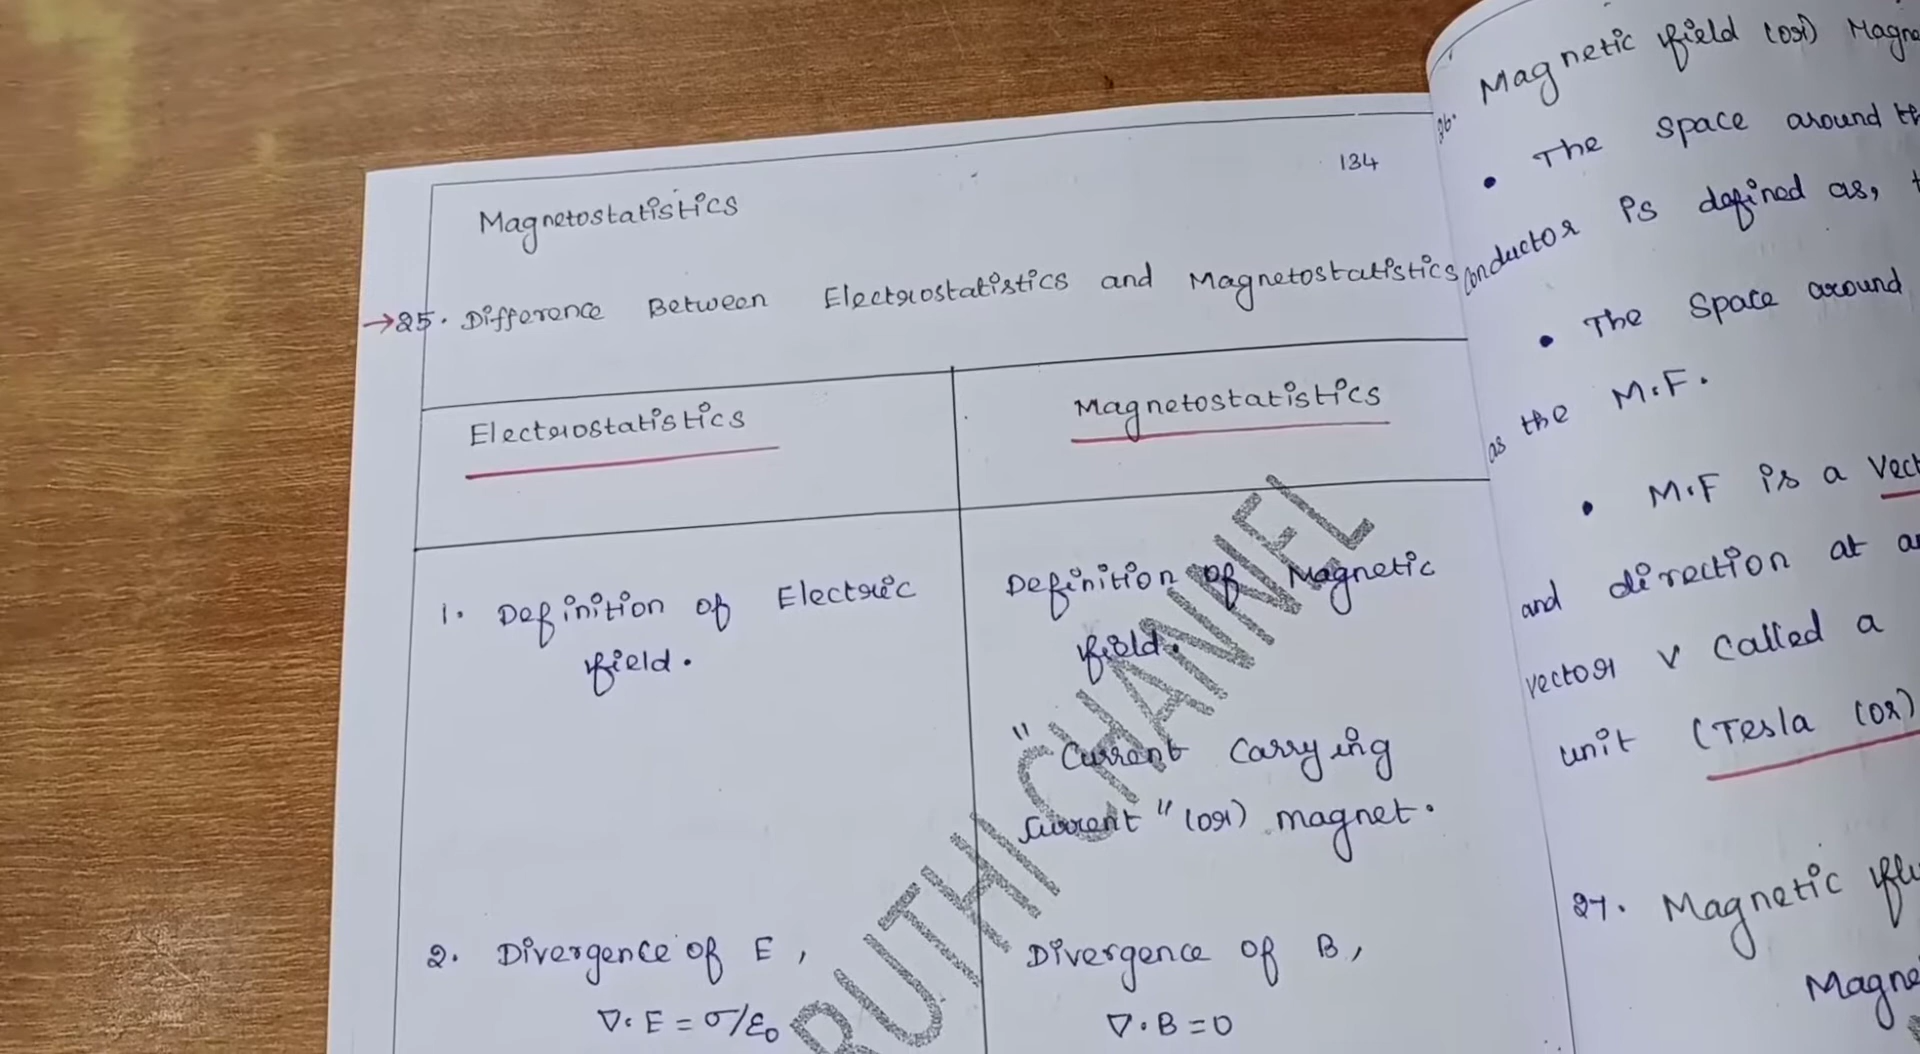 134
Magnetostatistics
→25. Difference Between Electrostatistics and Magnetostatistics
Electrostatistics
Magnetostatistics
1. Definition of Electric
field.
Definition of Magnetic
field.
"Current Carrying
Current" (or) magnet.
2. Divergence of E,
∇·E = σ/ε₀
Divergence of B,
∇·B = 0
RUTHI CHANNEL
Magnetic field (or)
• The space around
conductor is defined as,
• The Space around
as the M.F.
• M.F is a
and direction at
vector v called a
unit (Tesla (or)
27. Magnetic